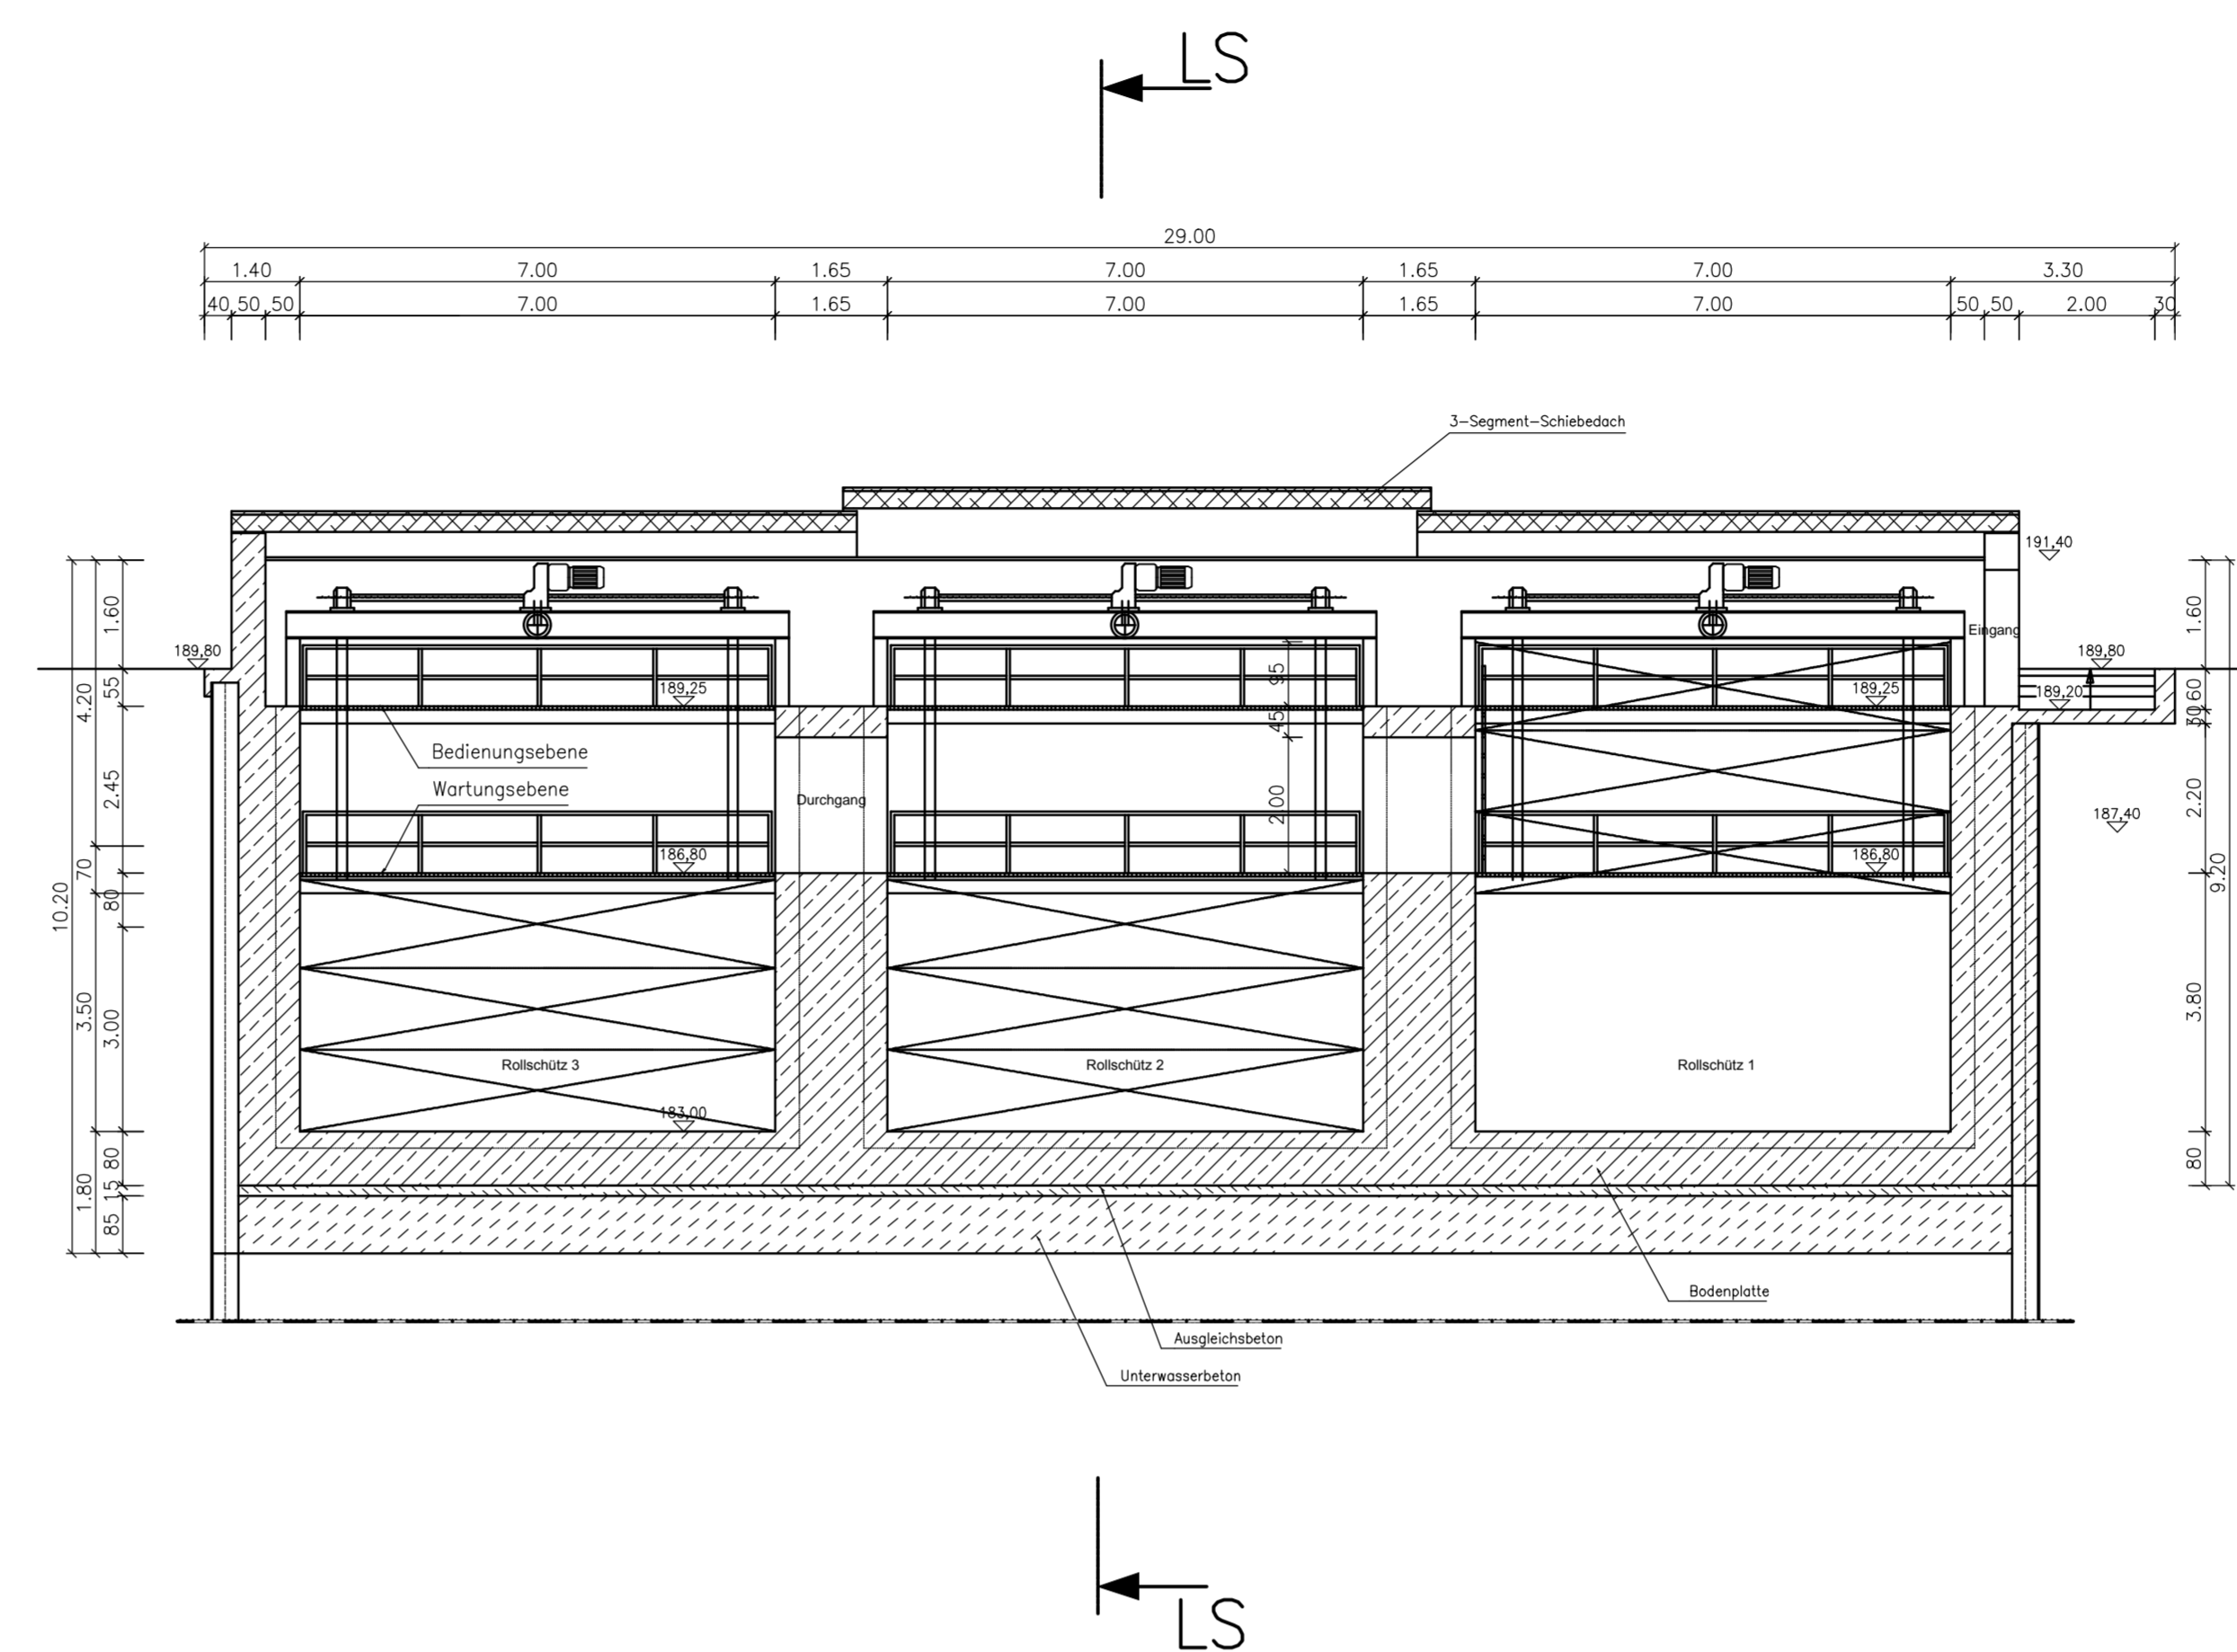 LS
29.00
1.40 7.00 1.65 7.00 1.65 7.00 3.30
40 50 50 7.00 1.65 7.00 1.65 7.00 50 50 2.00 30
3-Segment-Schiebedach
191,40
1.60
1.60
Eingang
189,80
189,80
4.20
55
95
189,25
189,25
189,20
60
30
45
Bedienungsebene
Wartungsebene
2.45
Durchgang
2.00
2.20
187,40
186,80
186,80
70
80
10.20
9.20
3.50
3.00
3.80
Rollschütz 3
Rollschütz 2
Rollschütz 1
183,00
1.80
80
15
85
80
Bodenplatte
Ausgleichsbeton
Unterwasserbeton
LS